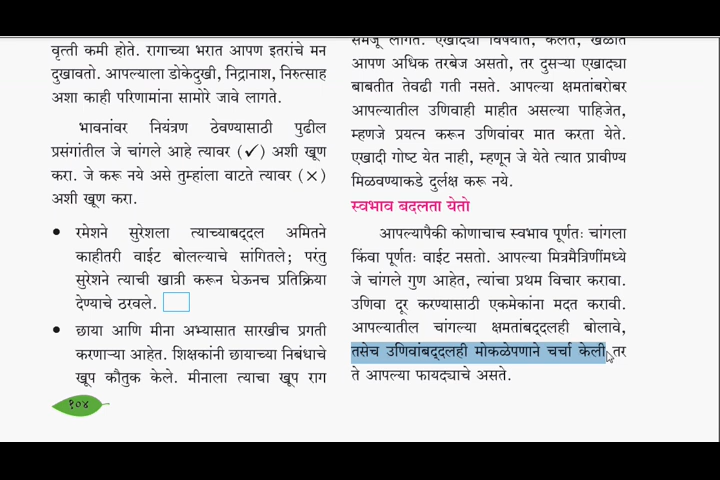 वृत्ती कमी होते. रागाच्या भरात आपण इतरांचे मन
दुखावतो. आपल्याला डोकेदुखी, निद्रानाश, निरुत्साह
अशा काही परिणामांना सामोरे जावे लागते.
भावनांवर नियंत्रण ठेवण्यासाठी पुढील
प्रसंगांतील जे चांगले आहे त्यावर (✓) अशी खूण
करा. जे करू नये असे तुम्हांला वाटते त्यावर (×)
अशी खूण करा.
• रमेशने सुरेशला त्याच्याबद्दल अमितने
काहीतरी वाईट बोलल्याचे सांगितले; परंतु
सुरेशने त्याची खात्री करून घेऊनच प्रतिक्रिया
देण्याचे ठरवले.
• छाया आणि मीना अभ्यासात सारखीच प्रगती
करणाऱ्या आहेत. शिक्षकांनी छायाच्या निबंधाचे
खूप कौतुक केले. मीनाला त्याचा खूप राग
१०४
समजू लागते. एखाद्या विषयात, कलेत, खेळात
आपण अधिक तरबेज असतो, तर दुसऱ्या एखाद्या
बाबतीत तेवढी गती नसते. आपल्या क्षमतांबरोबर
आपल्यातील उणिवाही माहीत असल्या पाहिजेत,
म्हणजे प्रयत्न करून उणिवांवर मात करता येते.
एखादी गोष्ट येत नाही, म्हणून जे येते त्यात प्रावीण्य
मिळवण्याकडे दुर्लक्ष करू नये.
स्वभाव बदलता येतो
आपल्यापैकी कोणाचाच स्वभाव पूर्णतः चांगला
किंवा पूर्णतः वाईट नसतो. आपल्या मित्रमैत्रिणींमध्ये
जे चांगले गुण आहेत, त्यांचा प्रथम विचार करावा.
उणिवा दूर करण्यासाठी एकमेकांना मदत करावी.
आपल्यातील चांगल्या क्षमतांबद्दलही बोलावे,
तसेच उणिवांबद्दलही मोकळेपणाने चर्चा केली तर
ते आपल्या फायद्याचे असते.